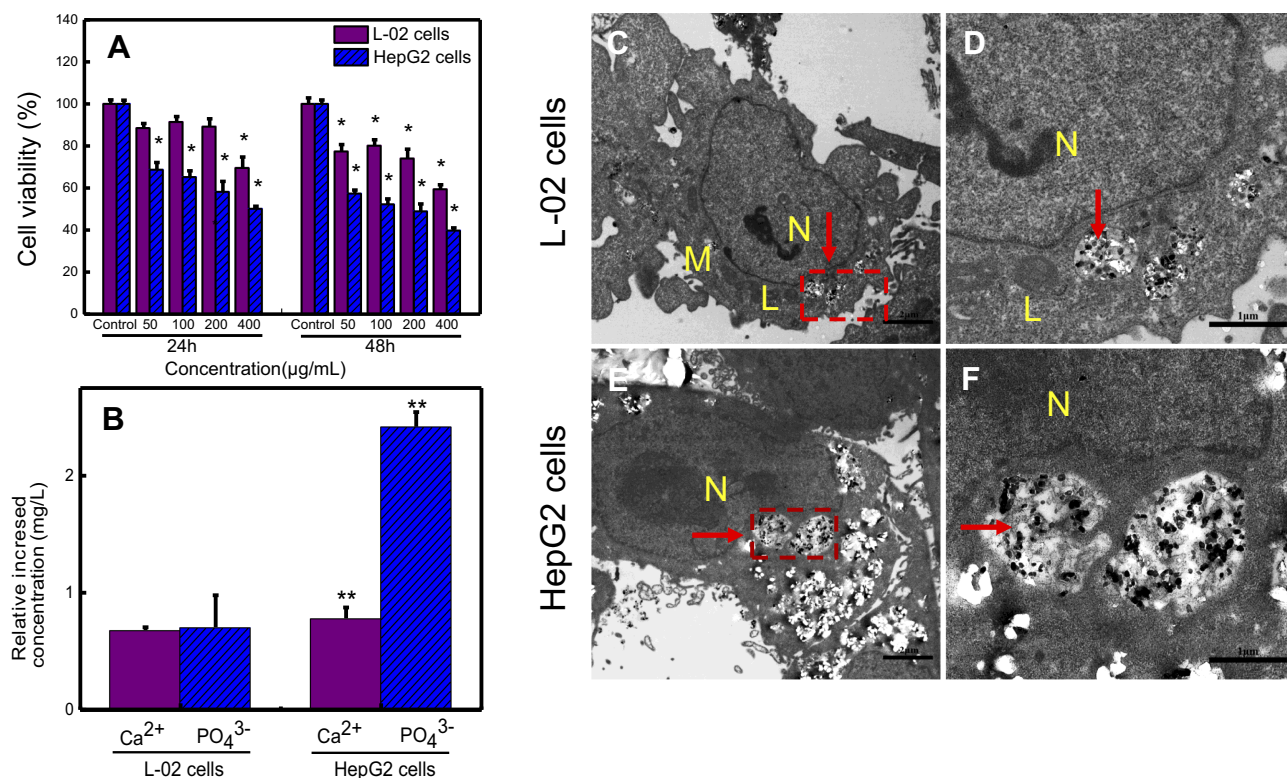 A
L-02 cells
HepG2 cells
Cell viability (%)
140
120
100
80
60
40
20
0
Control 50 100 200 400 Control 50 100 200 400
24h 48h
Concentration(μg/mL)
B
Relative incresed
concentration (mg/L)
2
1
0
* * * * * * * * * * * *
** **
Ca2+ PO43- Ca2+ PO43-
L-02 cells HepG2 cells
L-02 cells
C
N
M
L
2μm
D
N
L
1μm
HepG2 cells
E
N
2μm
F
N
1μm